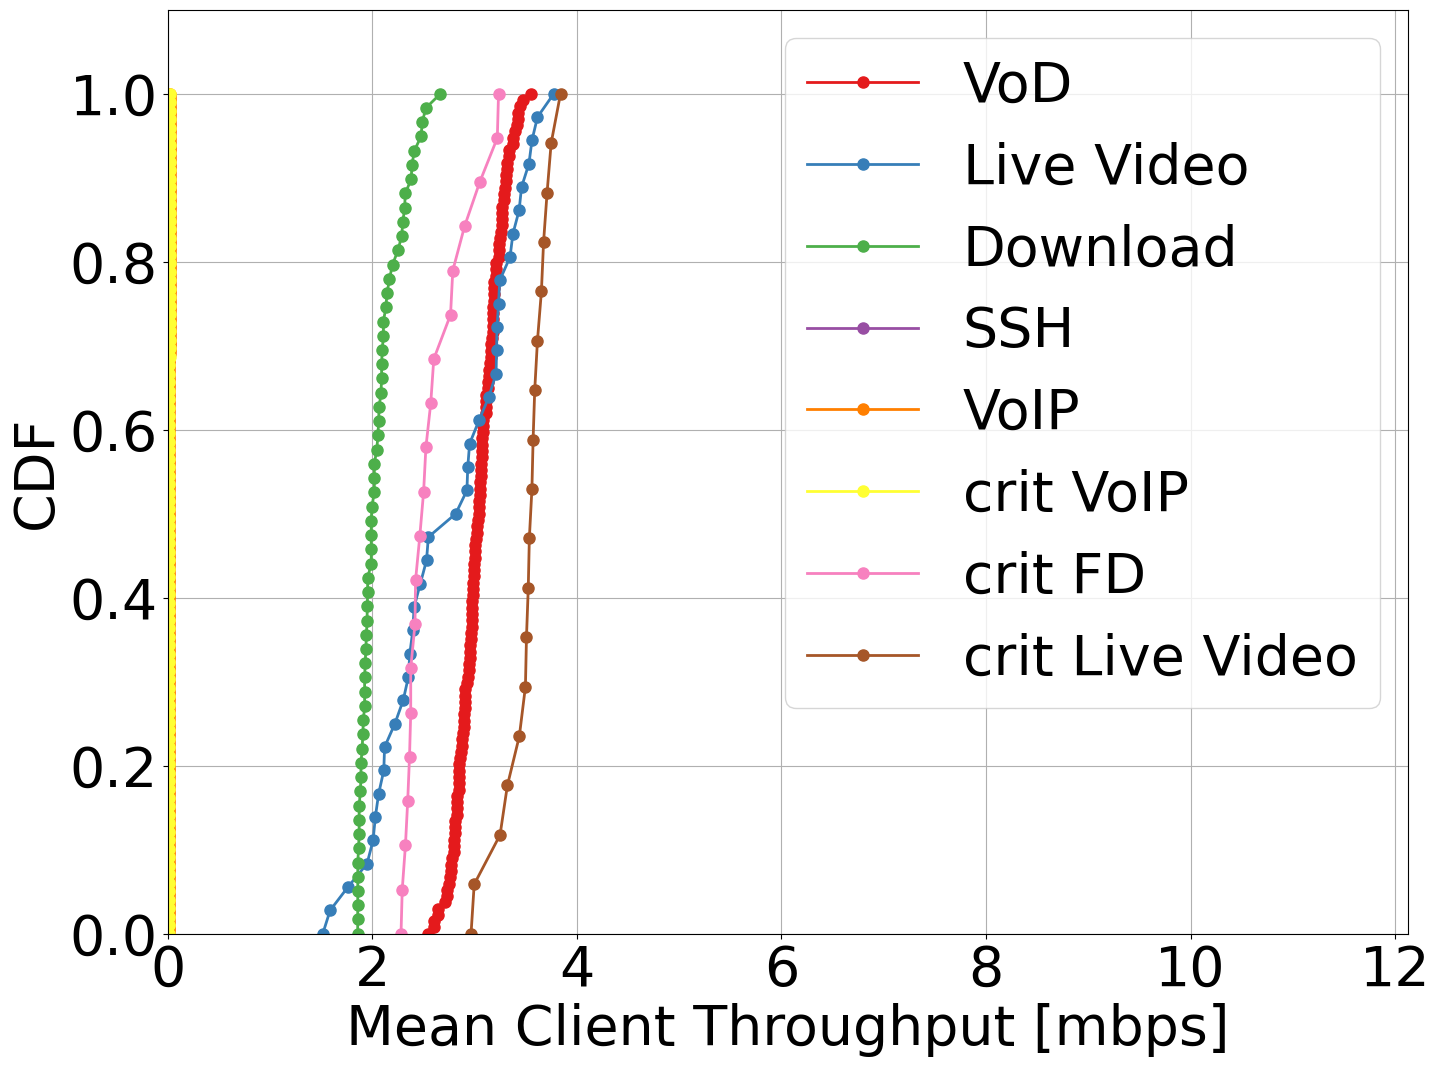 1.0
0.8
0.6
0.4
0.2
0.0
CDF
0 2 4 6 8 10 12
Mean Client Throughput [mbps]
VoD
Live Video
Download
SSH
VoIP
crit VoIP
crit FD
crit Live Video